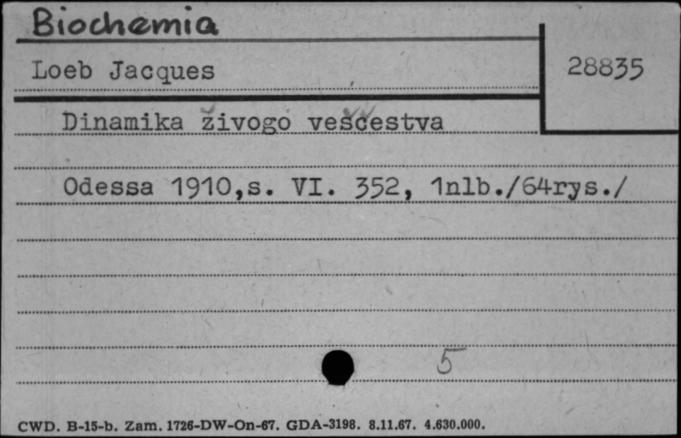 Biochemia
Loeb Jacques
28835
Dinamika živogo veščestva
Odessa 1910,s. VI. 352, 1nlb./64rys./
5
CWD. B-15-b. Zam. 1726-DW-On-67. GDA-3198. 8.11.67. 4.630.000.